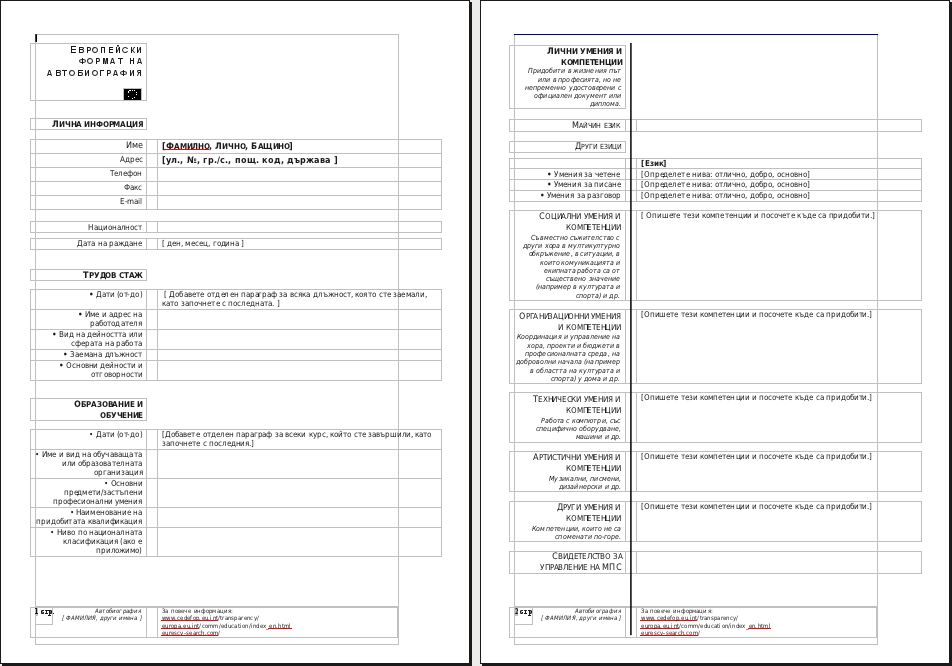 ЕВРОПЕЙСКИ
ФОРМАТ НА
АВТОБИОГРАФИЯ
ЛИЧНА ИНФОРМАЦИЯ
Име
[ФАМИЛНО, ЛИЧНО, БАЩИНО]
Адрес
[ул., №, гр./с., пощ. код, държава ]
Телефон
Факс
E-mail
Националност
Дата на раждане
[ ден, месец, година ]
ТРУДОВ СТАЖ
• Дати (от-до)
[ Добавете отделен параграф за всяка длъжност, която сте заемали,
като започнете с последната. ]
• Име и адрес на
работодателя
• Вид на дейността или
сферата на работа
• Заемана длъжност
• Основни дейности и
отговорности
ОБРАЗОВАНИЕ И
ОБУЧЕНИЕ
• Дати (от-до)
[Добавете отделен параграф за всеки курс, който сте завършили, като
започнете с последния.]
• Име и вид на обучаващата
или образователната
организация
• Основни
предмети/застъпени
професионални умения
• Наименование на
придобитата квалификация
• Ниво по националната
класификация (ако е
приложимо)
Автобиография
[ ФАМИЛИЯ, други имена ]
За повече информация:
www.cedefop.eu.int/transparency/
europa.eu.int/comm/education/index_en.html
eurescv-search.com/
ЛИЧНИ УМЕНИЯ И
КОМПЕТЕНЦИИ
Придобити в жизнения път
или в професията, но не
непременно удостоверени с
официален документ или
диплома.
МАЙЧИН ЕЗИК
ДРУГИ ЕЗИЦИ
[Език]
• Умения за четене
[Определете нива: отлично, добро, основно]
• Умения за писане
[Определете нива: отлично, добро, основно]
• Умения за разговор
[Определете нива: отлично, добро, основно]
СОЦИАЛНИ УМЕНИЯ И
КОМПЕТЕНЦИИ
[ Опишете тези компетенции и посочете къде са придобити.]
Съвместно съжителство с
други хора в мултикултурно
обкръжение, в ситуации, в
които комуникацията и
екипната работа са от
съществено значение
(например в културата и
спорта) и др.
ОРГАНИЗАЦИОННИ УМЕНИЯ
И КОМПЕТЕНЦИИ
[Опишете тези компетенции и посочете къде са придобити.]
Координация и управление на
хора, проекти и бюджети в
професионалната среда, на
доброволни начала (например
в областта на културата и
спорта) у дома и др.
ТЕХНИЧЕСКИ УМЕНИЯ И
КОМПЕТЕНЦИИ
[Опишете тези компетенции и посочете къде са придобити.]
Работа с компютри, със
специфично оборудване,
машини и др.
АРТИСТИЧНИ УМЕНИЯ И
КОМПЕТЕНЦИИ
[Опишете тези компетенции и посочете къде са придобити.]
Музикални, писмени,
дизайнерски и др.
ДРУГИ УМЕНИЯ И
КОМПЕТЕНЦИИ
[Опишете тези компетенции и посочете къде са придобити.]
Компетенции, които не са
споменати по-горе.
СВИДЕТЕЛСТВО ЗА
УПРАВЛЕНИЕ НА МПС
Автобиография
[ ФАМИЛИЯ, други имена ]
За повече информация:
www.cedefop.eu.int/transparency/
europa.eu.int/comm/education/index_en.html
eurescv-search.com/